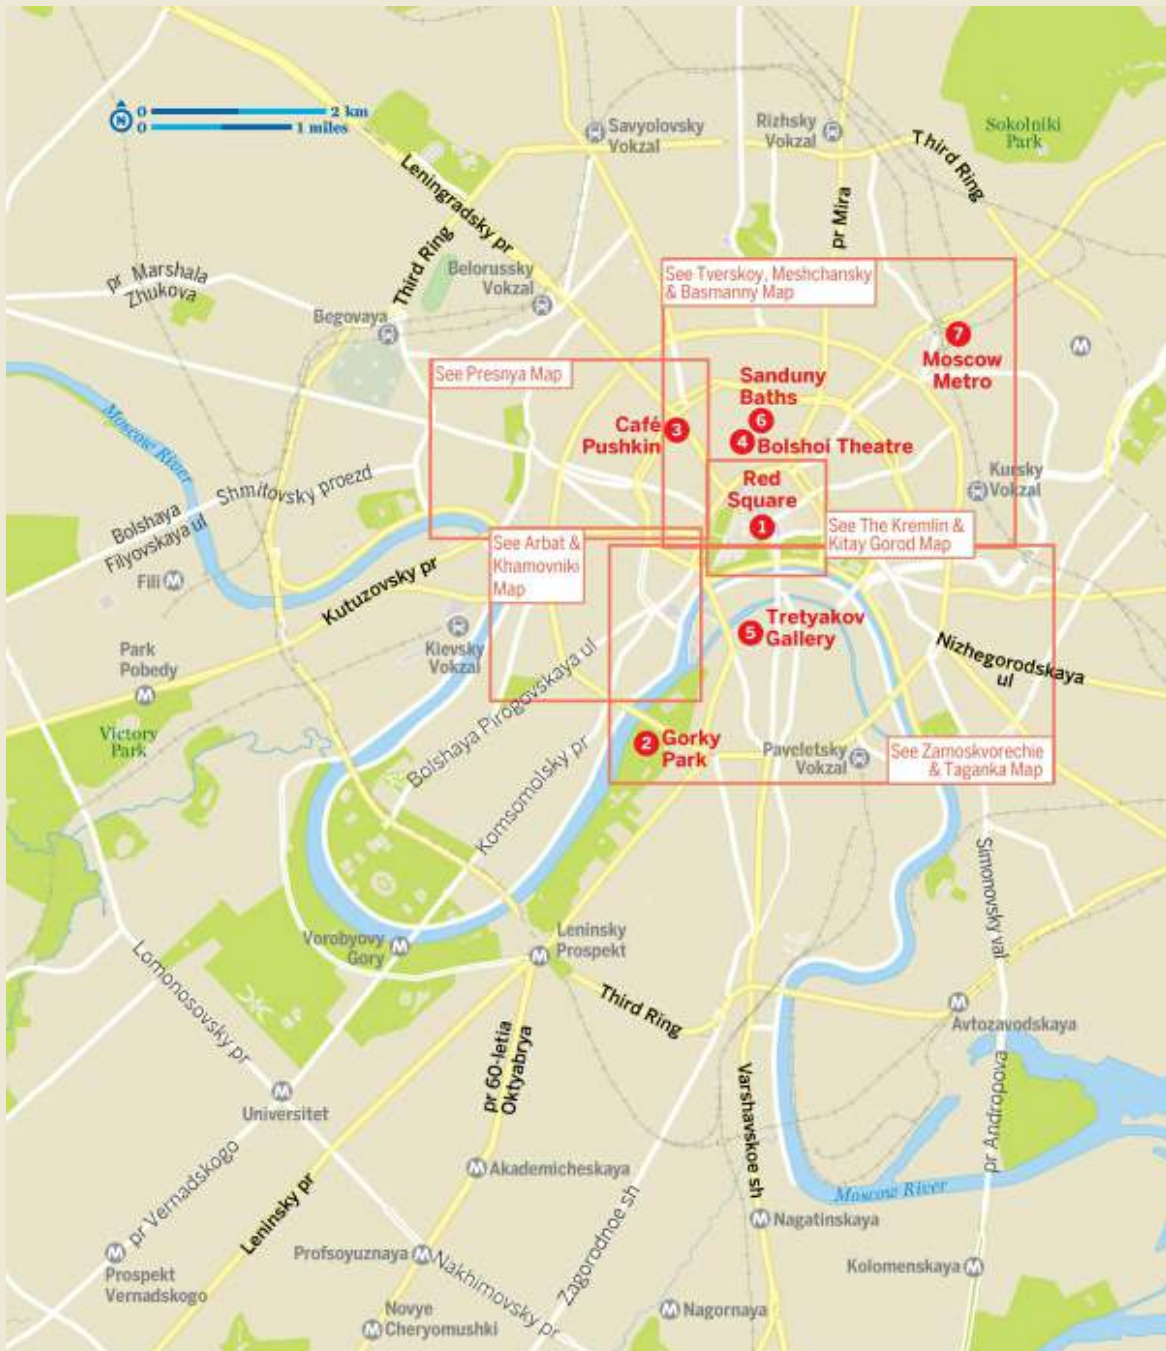 0 2 km
N
0 1 miles
Savyolovsky
Vokzal
Rizhsky
Vokzal
Sokolniki
Park
Third Ring
Leningradsky pr
pr Mira
Third Ring
pr Marshala
Zhukova
Belorussky
Vokzal
See Tverskoy, Meshchansky
& Basmanny Map
Begovaya
7
Moscow
Metro
M
See Presnya Map
Sanduny
Baths
6
Café
Pushkin
3
4
Bolshoi Theatre
Moscow River
Shmitovsky proezd
Red
Square
1
Kursky
Vokzal
Bolshaya
Filyovskaya ul
See Arbat &
Khamovniki
Map
See The Kremlin &
Kitay Gorod Map
Fili M
Kutuzovsky pr
5
Tretyakov
Gallery
Kievsky
Vokzal
Park
Pobedy
M
Nizhegorodskaya
ul
Bolshaya Pirogovskaya ul
Victory
Park
2
Gorky
Park
Paveletsky
Vokzal
See Zamoskvorechie
& Taganka Map
Komsomolsky pr
Simonovsky val
Vorobyovy
Gory
M
Leninsky
Prospekt
M
Lomonosovsky pr
Third Ring
M
Avtozavodskaya
pr 60-letia
Oktyabrya
Varshavskoe sh
pr Andropova
M
Universitet
M Akademicheskaya
pr Vernadskogo
Leninsky pr
Moscow River
Zagorodnoe sh
M Nagatinskaya
M
Prospekt
Vernadskogo
Profsoyuznaya M
Nakhimovsky pr
Kolomenskaya M
M Nagornaya
Novye
M Cheryomushki